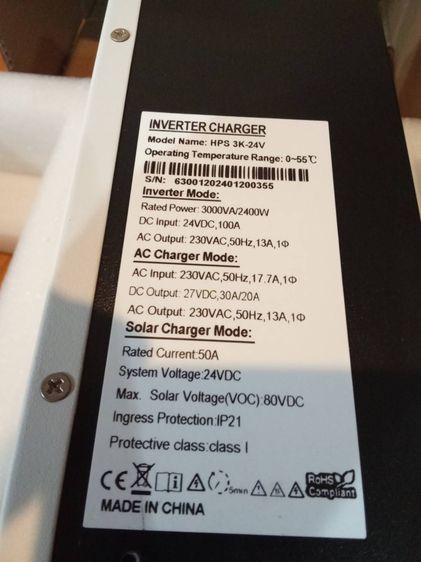 INVERTER CHARGER
Model Name: HPS 3K-24V
Operating Temperature Range: 0~55℃
S/N: 63001202401200355
Inverter Mode:
Rated Power: 3000VA/2400W
DC Input: 24VDC,100A
AC Output: 230VAC,50Hz,13A,1Φ
AC Charger Mode:
AC Input: 230VAC,50Hz,17.7A,1Φ
DC Output: 27VDC,30A/20A
AC Output: 230VAC,50Hz,13A,1Φ
Solar Charger Mode:
Rated Current:50A
System Voltage:24VDC
Max. Solar Voltage(VOC):80VDC
Ingress Protection:IP21
Protective class:class I
CE 5min RoHS
Compliant
MADE IN CHINA